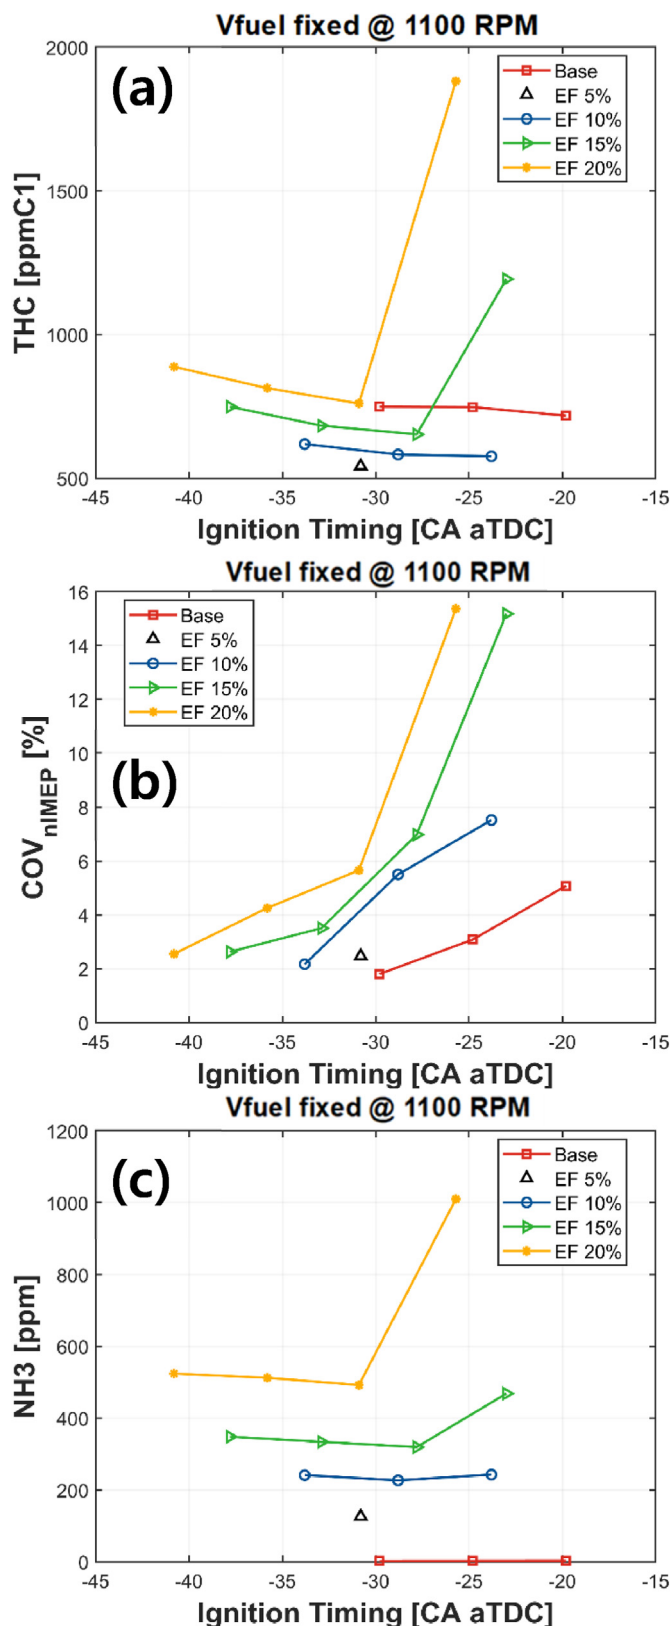 Vfuel fixed @ 1100 RPM
(a)
Base
EF 5%
EF 10%
EF 15%
EF 20%
THC [ppmC1]
2000
1500
1000
500
-45 -40 -35 -30 -25 -20 -15
Ignition Timing [CA aTDC]
Vfuel fixed @ 1100 RPM
Base
EF 5%
EF 10%
EF 15%
EF 20%
(b)
COVnIMEP [%]
16
14
12
10
8
6
4
2
0
-45 -40 -35 -30 -25 -20 -15
Ignition Timing [CA aTDC]
Vfuel fixed @ 1100 RPM
(c)
Base
EF 5%
EF 10%
EF 15%
EF 20%
NH3 [ppm]
1200
1000
800
600
400
200
0
-45 -40 -35 -30 -25 -20 -15
Ignition Timing [CA aTDC]